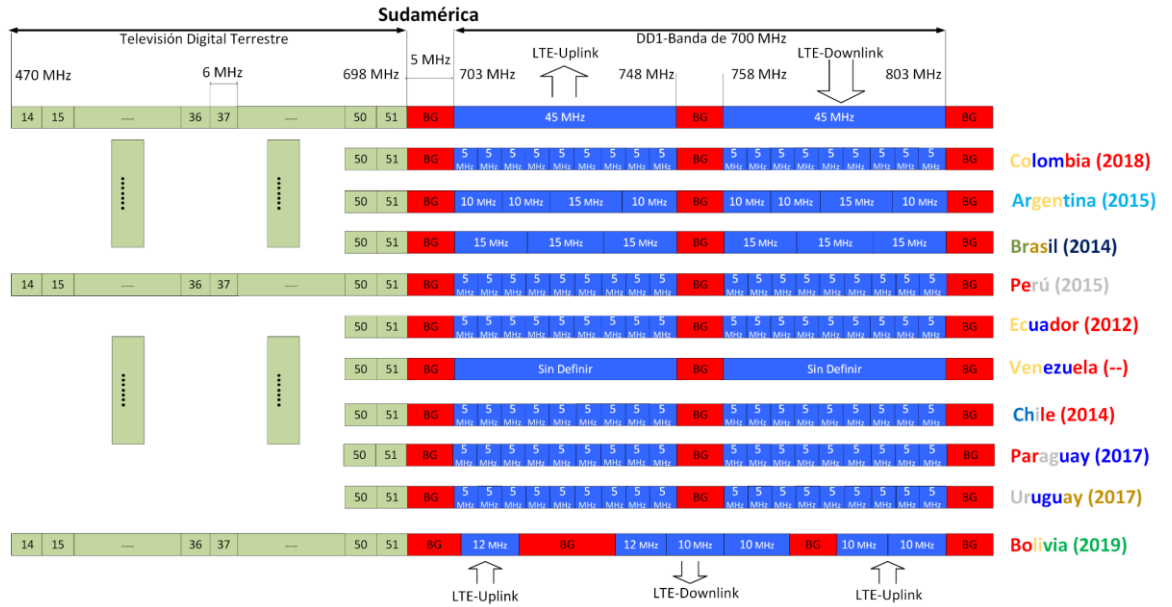 Sudamérica
Televisión Digital Terrestre
DD1-Banda de 700 MHz
5 MHz
LTE-Uplink
LTE-Downlink
470 MHz
6 MHz
698 MHz
703 MHz
748 MHz
758 MHz
803 MHz
14 15 ...... 36 37 ...... 50 51 BG 45 MHz BG 45 MHz BG
50 51 BG 5 MHz 5 MHz 5 MHz 5 MHz 5 MHz 5 MHz 5 MHz 5 MHz 5 MHz BG 5 MHz 5 MHz 5 MHz 5 MHz 5 MHz 5 MHz 5 MHz 5 MHz 5 MHz BG Colombia (2018)
50 51 BG 10 MHz 10 MHz 15 MHz 10 MHz BG 10 MHz 10 MHz 15 MHz 10 MHz BG Argentina (2015)
50 51 BG 15 MHz 15 MHz 15 MHz BG 15 MHz 15 MHz 15 MHz BG Brasil (2014)
14 15 ...... 36 37 ...... 50 51 BG 5 MHz 5 MHz 5 MHz 5 MHz 5 MHz 5 MHz 5 MHz 5 MHz 5 MHz BG 5 MHz 5 MHz 5 MHz 5 MHz 5 MHz 5 MHz 5 MHz 5 MHz 5 MHz BG Perú (2015)
50 51 BG 5 MHz 5 MHz 5 MHz 5 MHz 5 MHz 5 MHz 5 MHz 5 MHz 5 MHz BG 5 MHz 5 MHz 5 MHz 5 MHz 5 MHz 5 MHz 5 MHz 5 MHz 5 MHz BG Ecuador (2012)
50 51 BG Sin Definir BG Sin Definir BG Venezuela (--)
50 51 BG 5 MHz 5 MHz 5 MHz 5 MHz 5 MHz 5 MHz 5 MHz 5 MHz 5 MHz BG 5 MHz 5 MHz 5 MHz 5 MHz 5 MHz 5 MHz 5 MHz 5 MHz 5 MHz BG Chile (2014)
50 51 BG 5 MHz 5 MHz 5 MHz 5 MHz 5 MHz 5 MHz 5 MHz 5 MHz 5 MHz BG 5 MHz 5 MHz 5 MHz 5 MHz 5 MHz 5 MHz 5 MHz 5 MHz 5 MHz BG Paraguay (2017)
50 51 BG 5 MHz 5 MHz 5 MHz 5 MHz 5 MHz 5 MHz 5 MHz 5 MHz 5 MHz BG 5 MHz 5 MHz 5 MHz 5 MHz 5 MHz 5 MHz 5 MHz 5 MHz 5 MHz BG Uruguay (2017)
14 15 ...... 36 37 ...... 50 51 BG 12 MHz BG 12 MHz 10 MHz 10 MHz BG 10 MHz 10 MHz BG Bolivia (2019)
LTE-Uplink
LTE-Downlink
LTE-Uplink